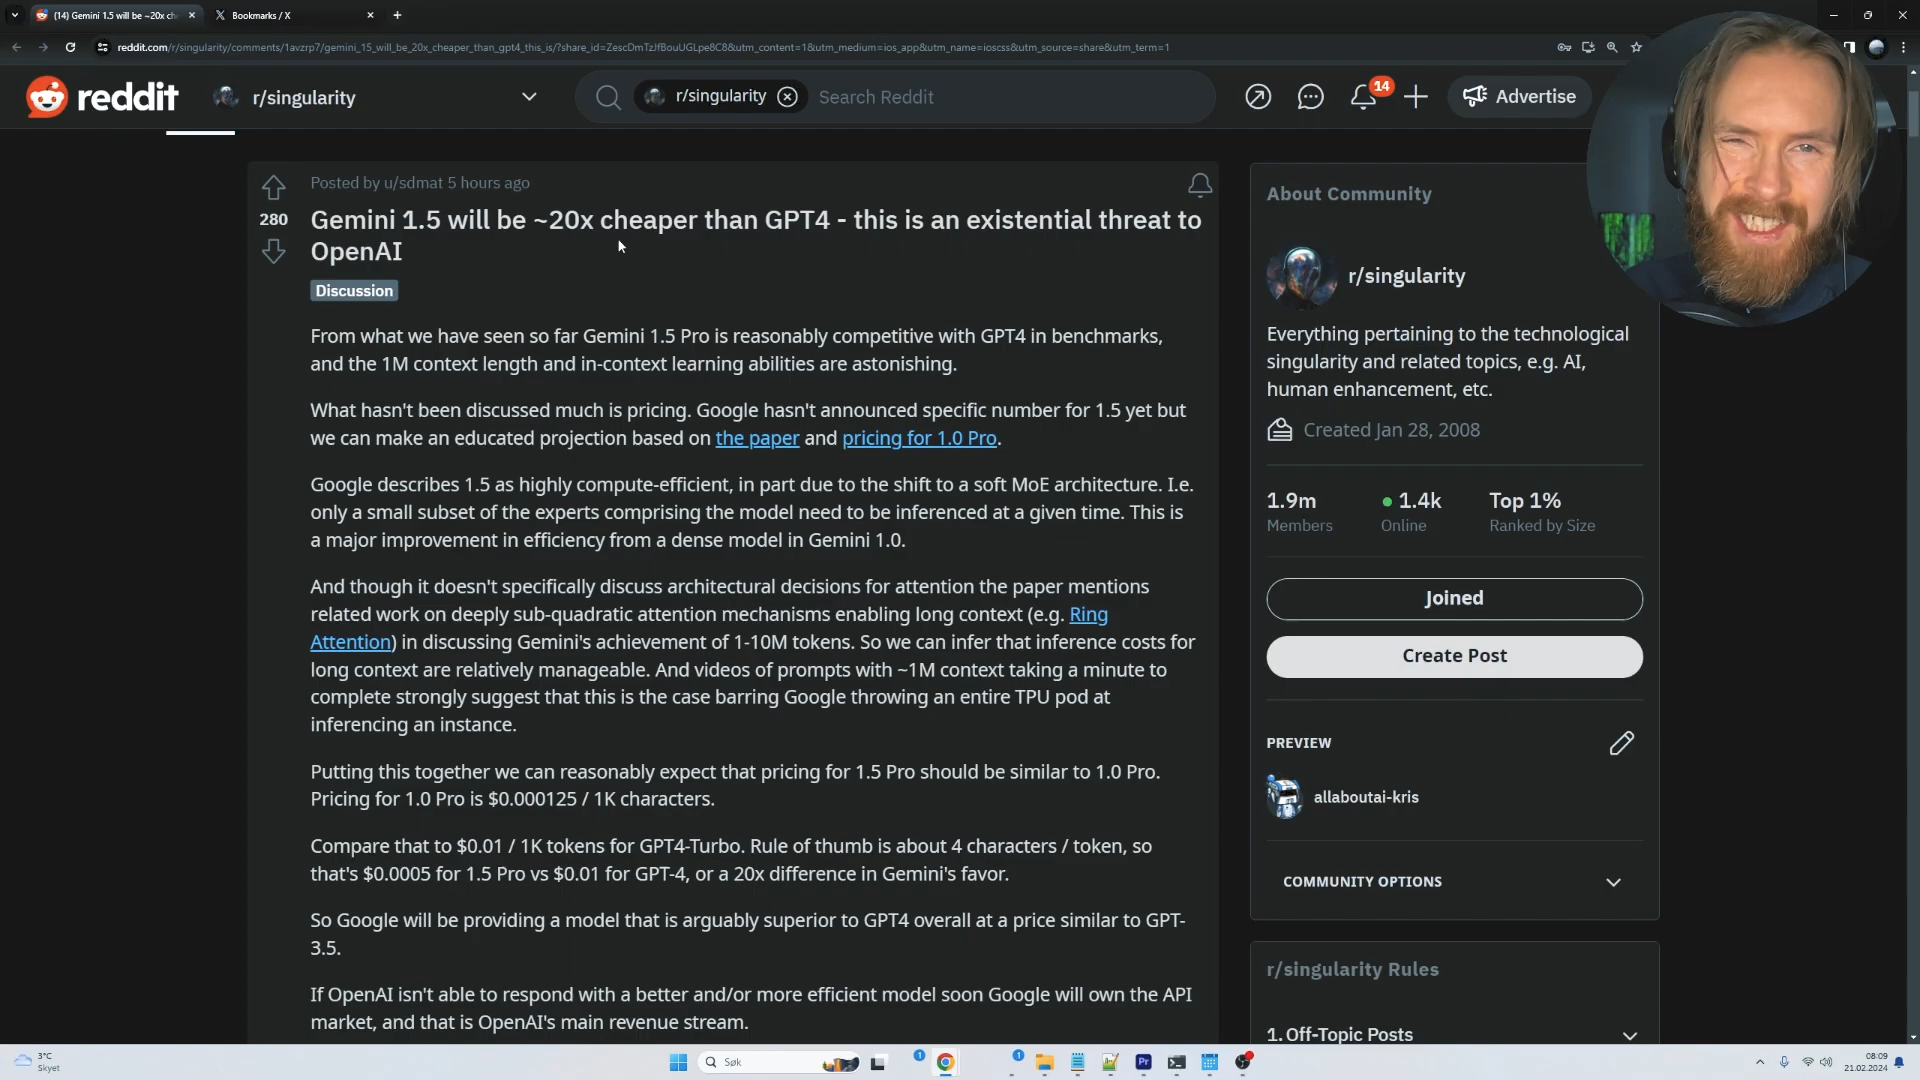 (14) Gemini 1.5 will be ~20x ch
Bookmarks / X
reddit.com/r/singularity/comments/1avzrp7/gemini_15_will_be_20x_cheaper_than_gpt4_this_is/?share_id=ZescDmTzJfBouUGLpe8C8&utm_content=1&utm_medium=ios_app&utm_name=ioscss&utm_source=share&utm_term=1
reddit
r/singularity
r/singularity
Search Reddit
14
Advertise
Posted by u/sdmat 5 hours ago
280
Gemini 1.5 will be ~20x cheaper than GPT4 - this is an existential threat to
OpenAI
Discussion
From what we have seen so far Gemini 1.5 Pro is reasonably competitive with GPT4 in benchmarks,
and the 1M context length and in-context learning abilities are astonishing.
What hasn't been discussed much is pricing. Google hasn't announced specific number for 1.5 yet but
we can make an educated projection based on the paper and pricing for 1.0 Pro.
Google describes 1.5 as highly compute-efficient, in part due to the shift to a soft MoE architecture. I.e.
only a small subset of the experts comprising the model need to be inferenced at a given time. This is
a major improvement in efficiency from a dense model in Gemini 1.0.
And though it doesn't specifically discuss architectural decisions for attention the paper mentions
related work on deeply sub-quadratic attention mechanisms enabling long context (e.g. Ring
Attention) in discussing Gemini's achievement of 1-10M tokens. So we can infer that inference costs for
long context are relatively manageable. And videos of prompts with ~1M context taking a minute to
complete strongly suggest that this is the case barring Google throwing an entire TPU pod at
inferencing an instance.
Putting this together we can reasonably expect that pricing for 1.5 Pro should be similar to 1.0 Pro.
Pricing for 1.0 Pro is $0.000125 / 1K characters.
Compare that to $0.01 / 1K tokens for GPT4-Turbo. Rule of thumb is about 4 characters / token, so
that's $0.0005 for 1.5 Pro vs $0.01 for GPT-4, or a 20x difference in Gemini's favor.
So Google will be providing a model that is arguably superior to GPT4 overall at a price similar to GPT-
3.5.
If OpenAI isn't able to respond with a better and/or more efficient model soon Google will own the API
market, and that is OpenAI's main revenue stream.
About Community
r/singularity
Everything pertaining to the technological
singularity and related topics, e.g. AI,
human enhancement, etc.
Created Jan 28, 2008
1.9m
1.4k
Top 1%
Members
Online
Ranked by Size
Joined
Create Post
PREVIEW
allaboutai-kris
COMMUNITY OPTIONS
r/singularity Rules
1. Off-Topic Posts
3°C
Skyet
Søk
1
1
Pr
08:09
21.02.2024